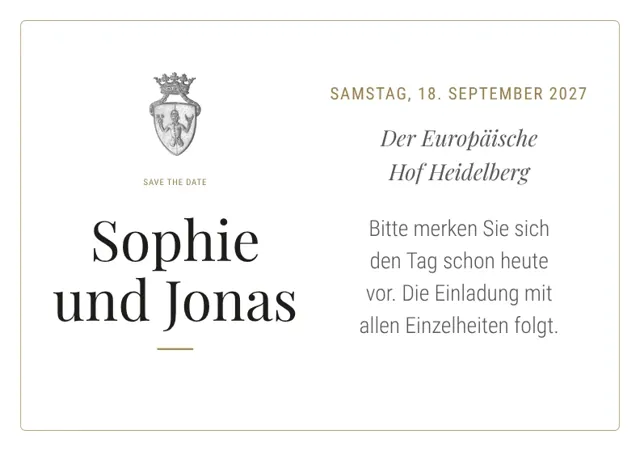 SAVE THE DATE
Sophie
und Jonas
SAMSTAG, 18. SEPTEMBER 2027
Der Europäische
Hof Heidelberg
Bitte merken Sie sich
den Tag schon heute
vor. Die Einladung mit
allen Einzelheiten folgt.